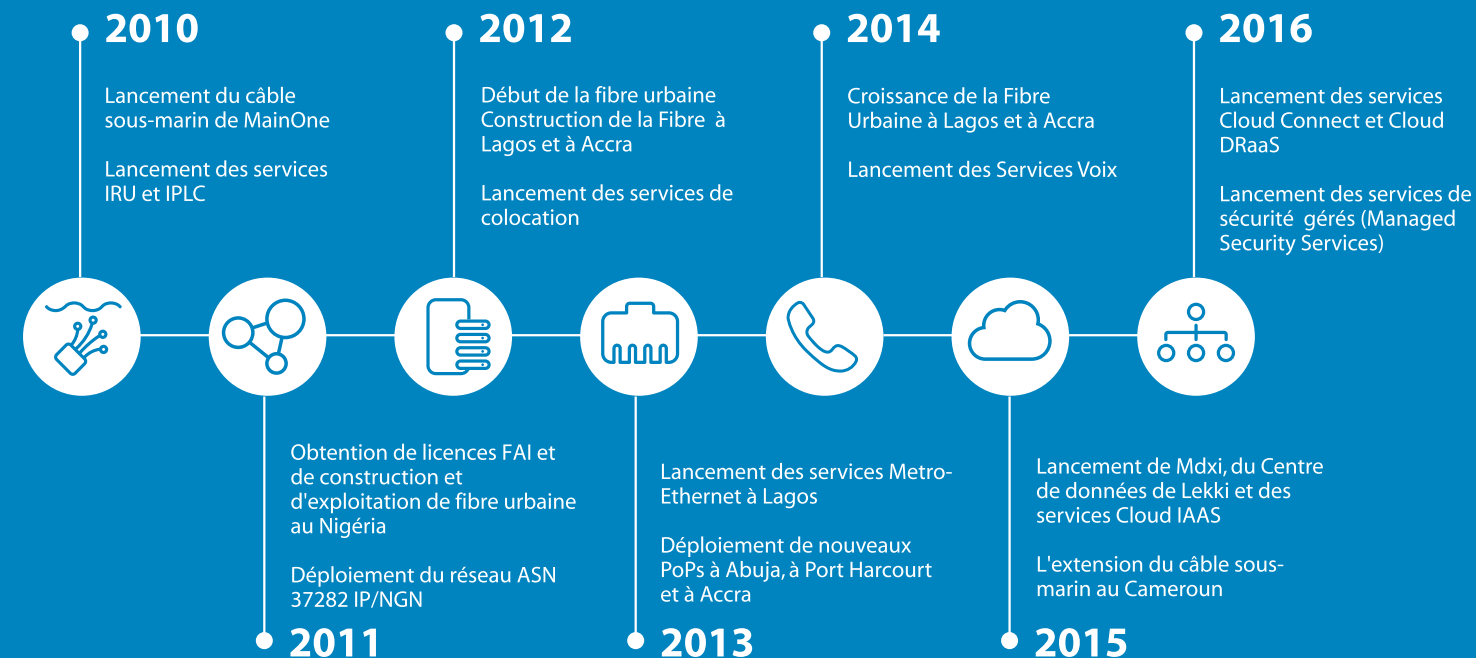 2010
Lancement du câble
sous-marin de MainOne
Lancement des services
IRU et IPLC
2012
Début de la fibre urbaine
Construction de la Fibre  à
Lagos et à Accra
Lancement des services de
colocation
2014
Croissance de la Fibre
Urbaine à Lagos et à Accra
Lancement des Services Voix
2016
Lancement des services
Cloud Connect et Cloud
DRaaS
Lancement des services de
sécurité  gérés (Managed
Security Services)
Obtention de licences FAI et
de construction et
d'exploitation de fibre urbaine
au Nigéria
Déploiement du réseau ASN
37282 IP/NGN
2011
Lancement des services Metro-
Ethernet à Lagos
Déploiement de nouveaux
PoPs à Abuja, à Port Harcourt
et à Accra
2013
Lancement de Mdxi, du Centre
de données de Lekki et des
services Cloud IAAS
L'extension du câble sous-
marin au Cameroun
2015